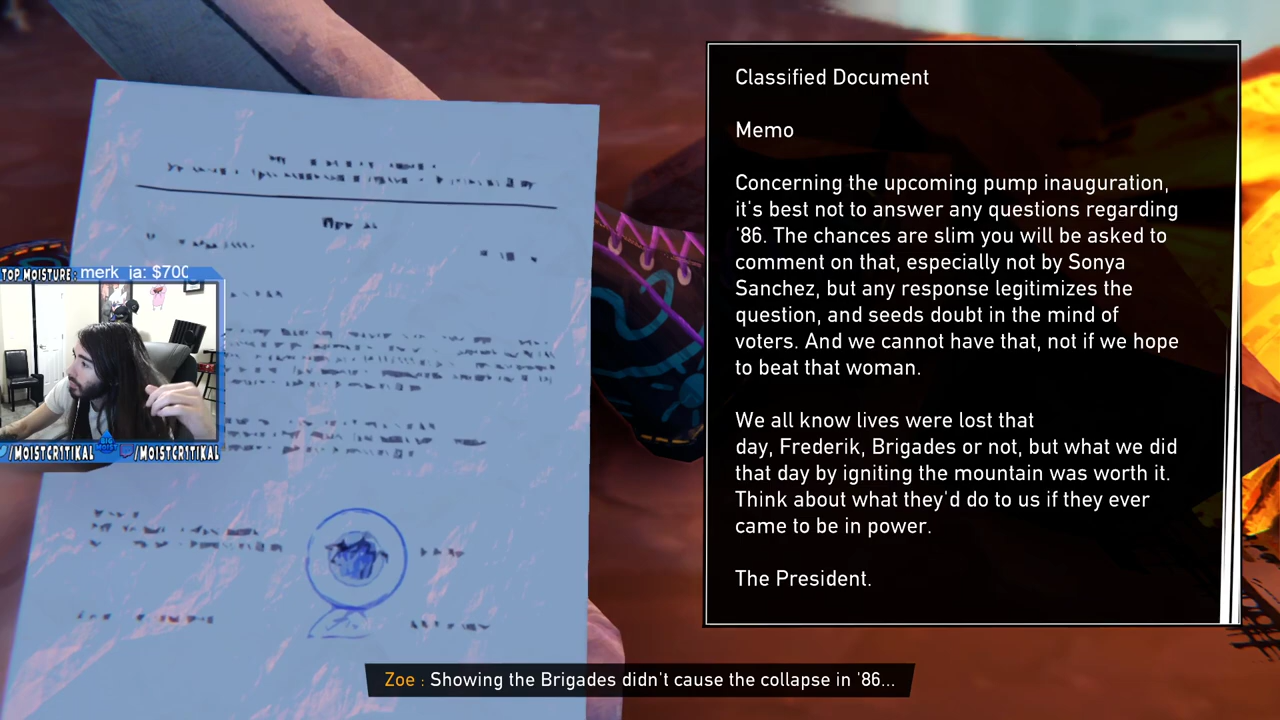 Classified Document
Memo
Concerning the upcoming pump inauguration,
it's best not to answer any questions regarding
'86. The chances are slim you will be asked to
comment on that, especially not by Sonya
Sanchez, but any response legitimizes the
question, and seeds doubt in the mind of
voters. And we cannot have that, not if we hope
to beat that woman.
We all know lives were lost that
day, Frederik, Brigades or not, but what we did
that day by igniting the mountain was worth it.
Think about what they'd do to us if they ever
came to be in power.
The President.
TOP MOISTURE: merk_ia: $700
BIG MOIST
/MOISTCR1TIKAL /MOISTCR1TIKAL
Zoe : Showing the Brigades didn't cause the collapse in '86...